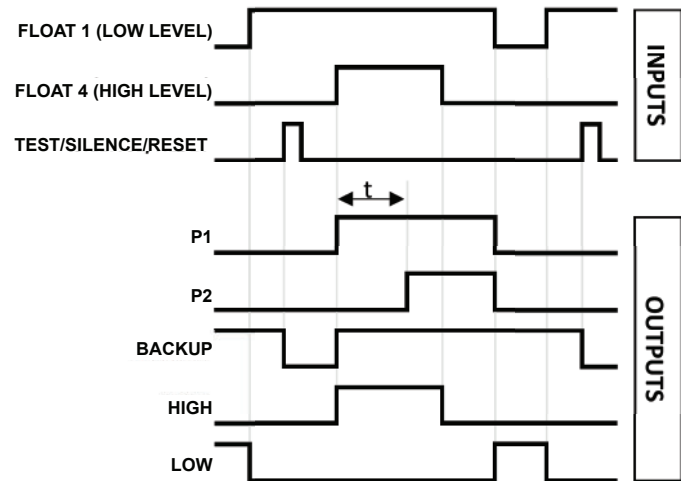 FLOAT 1 (LOW LEVEL)
FLOAT 4 (HIGH LEVEL)
TEST/SILENCE/RESET
INPUTS
t
P1
P2
BACKUP
HIGH
LOW
OUTPUTS